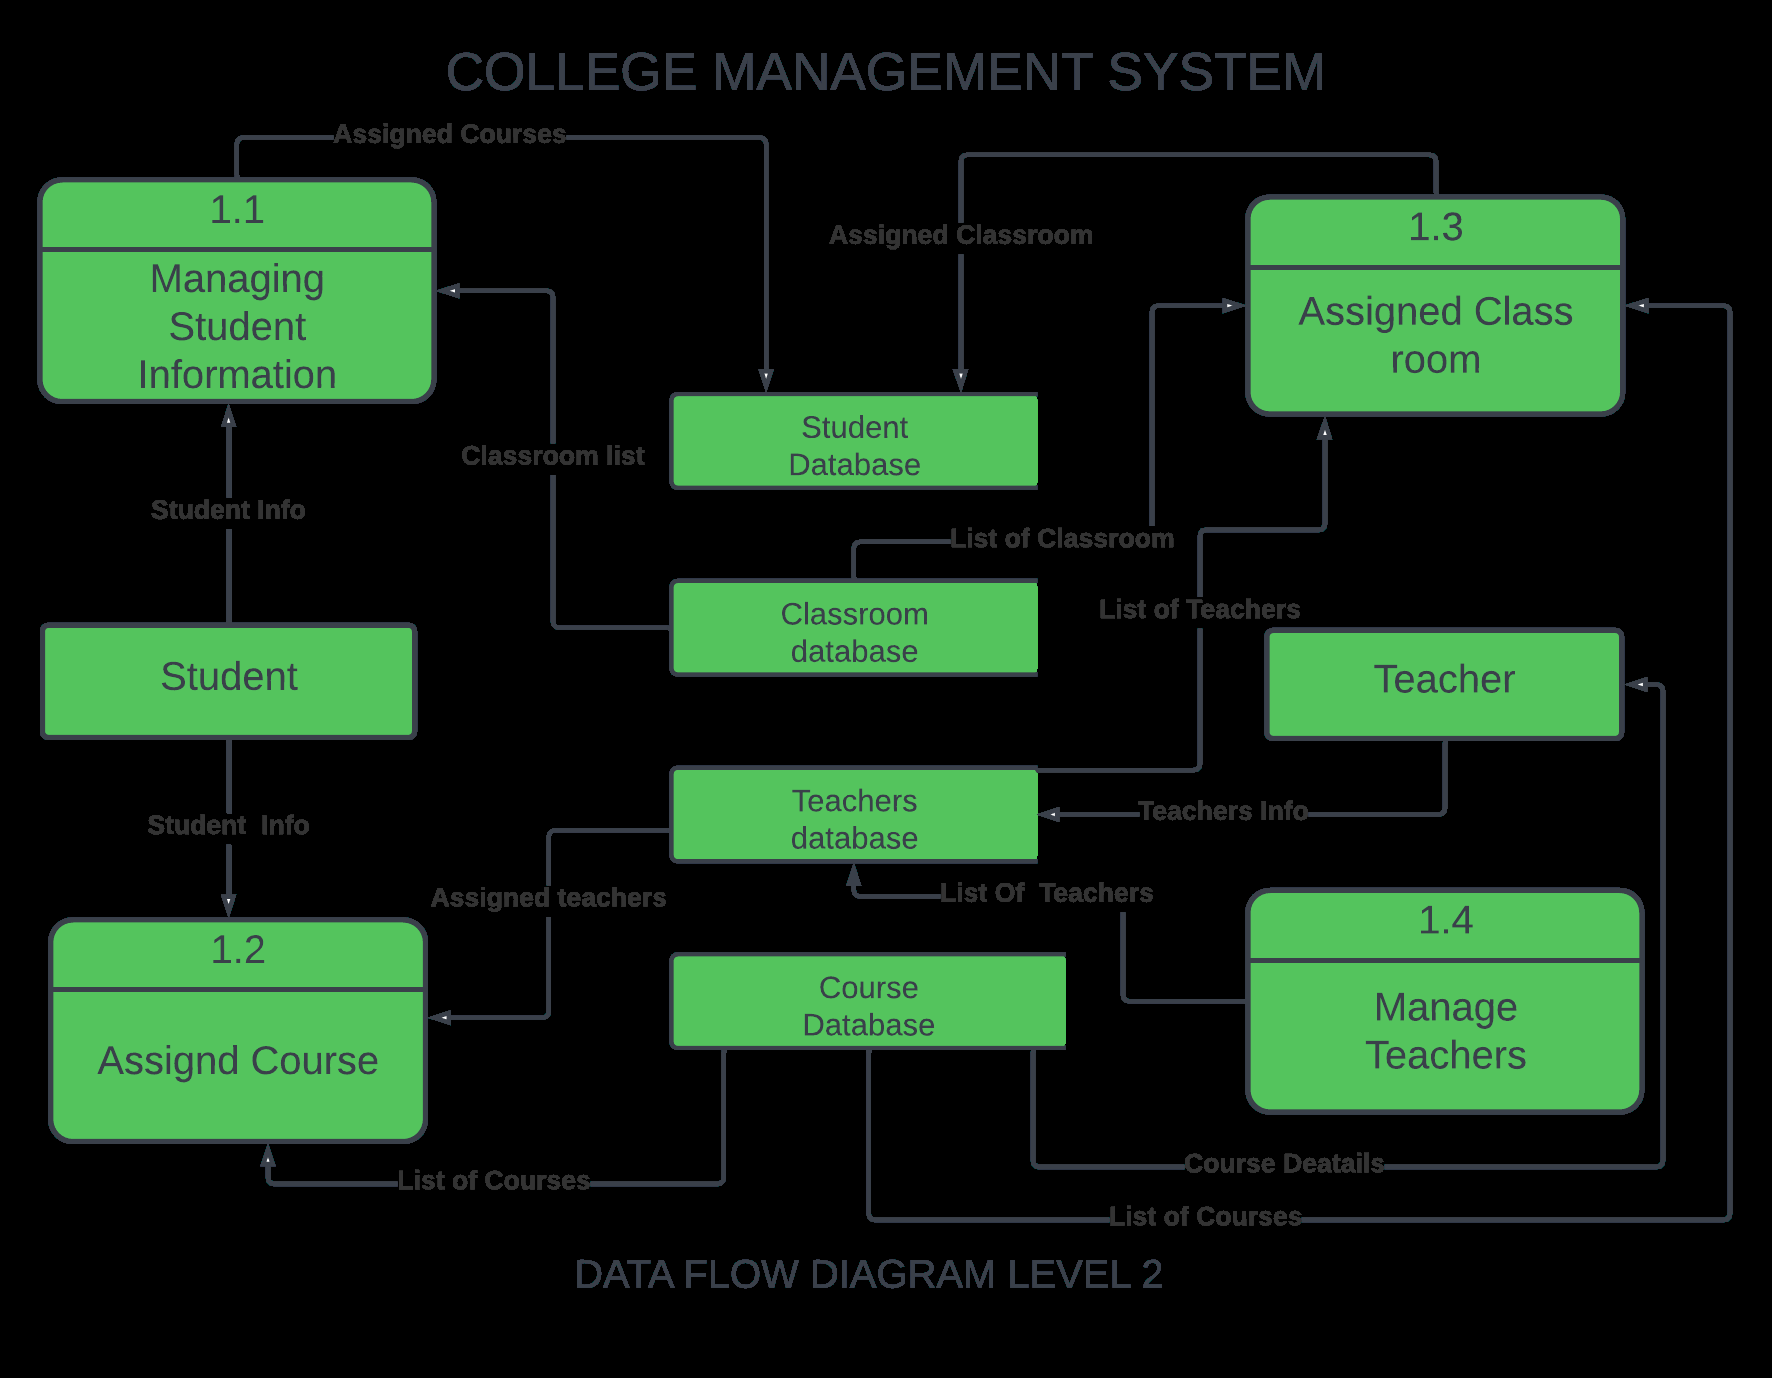 COLLEGE MANAGEMENT SYSTEM
Assigned Courses
1.1
Managing
Student
Information
Assigned Classroom
1.3
Assigned Class
room
Student
Database
Classroom list
Student Info
List of Classroom
Classroom
database
List of Teachers
Student
Teacher
Teachers
database
Teachers Info
Student  Info
Assigned teachers
List Of  Teachers
1.2
Assignd Course
1.4
Manage
Teachers
Course
Database
Course Deatails
List of Courses
List of Courses
DATA FLOW DIAGRAM LEVEL 2